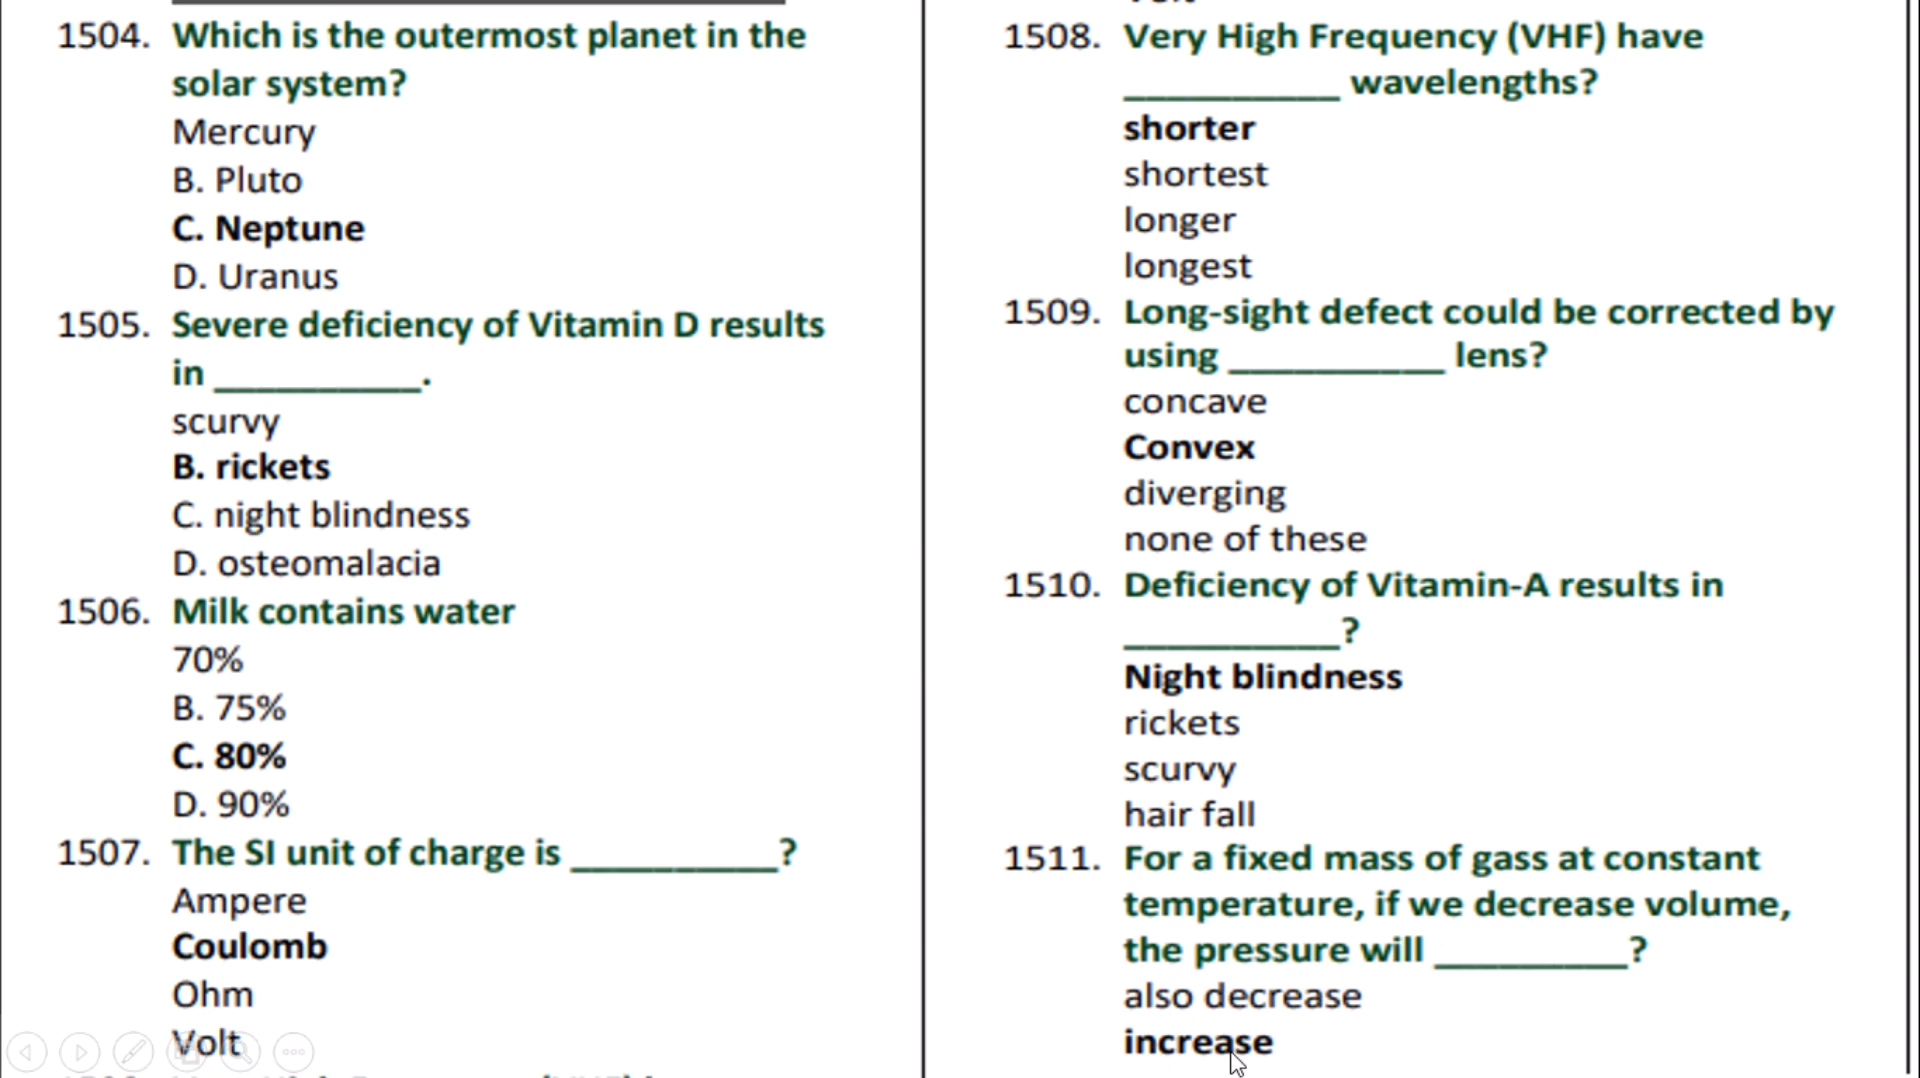 1504. Which is the outermost planet in the
solar system?
Mercury
B. Pluto
C. Neptune
D. Uranus
1505. Severe deficiency of Vitamin D results
in __________.
scurvy
B. rickets
C. night blindness
D. osteomalacia
1506. Milk contains water
70%
B. 75%
C. 80%
D. 90%
1507. The SI unit of charge is __________?
Ampere
Coulomb
Ohm
Volt
1508. Very High Frequency (VHF) have
__________ wavelengths?
shorter
shortest
longer
longest
1509. Long-sight defect could be corrected by
using __________ lens?
concave
Convex
diverging
none of these
1510. Deficiency of Vitamin-A results in
__________?
Night blindness
rickets
scurvy
hair fall
1511. For a fixed mass of gass at constant
temperature, if we decrease volume,
the pressure will _________?
also decrease
increase